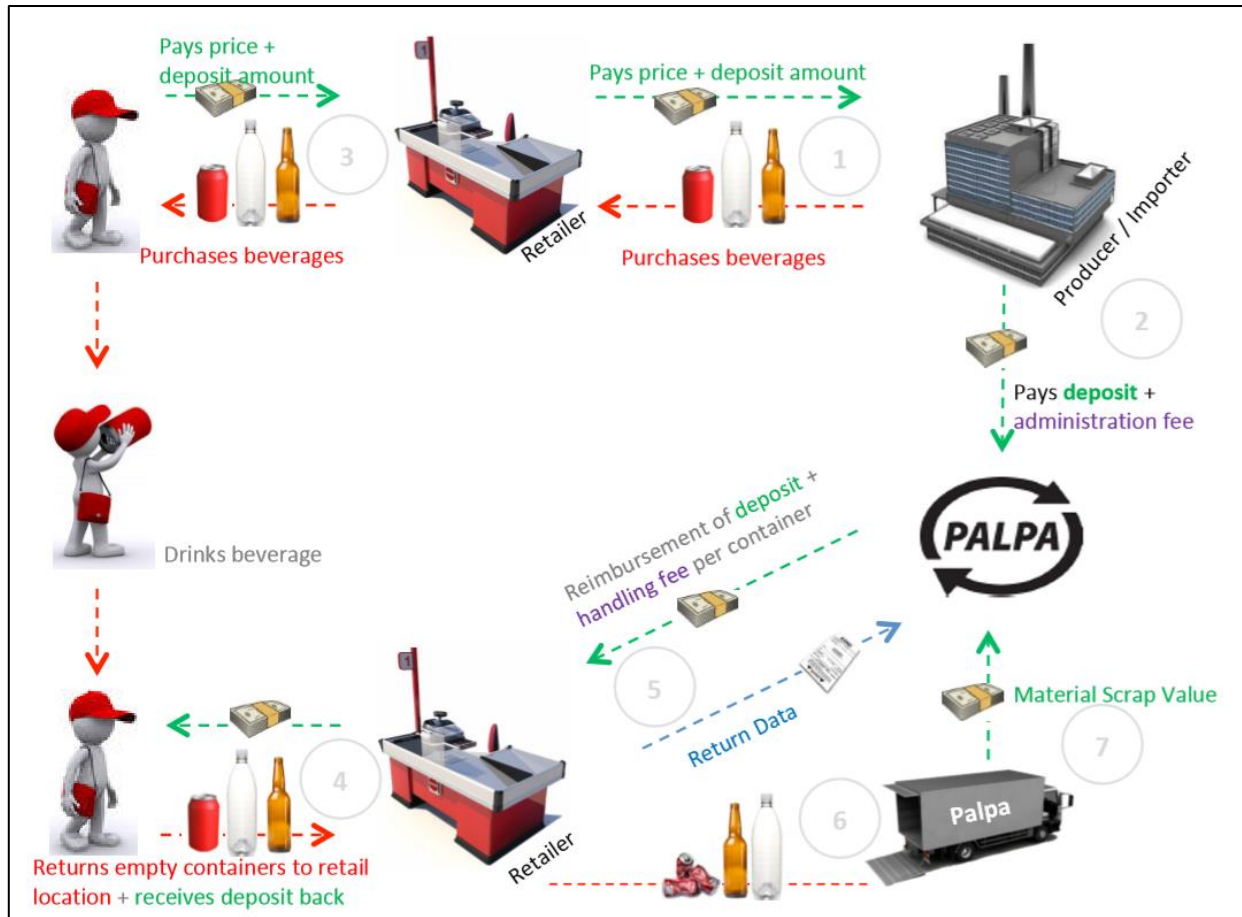 Pays price +
deposit amount
3
Purchases beverages
Retailer
Pays price + deposit amount
1
Purchases beverages
Producer / Importer
2
Pays deposit +
administration fee
PALPA
Drinks beverage
Reimbursement of deposit +
handling fee per container
5
Return Data
Material Scrap Value
7
4
Returns empty containers to retail
location + receives deposit back
Retailer
6
Palpa